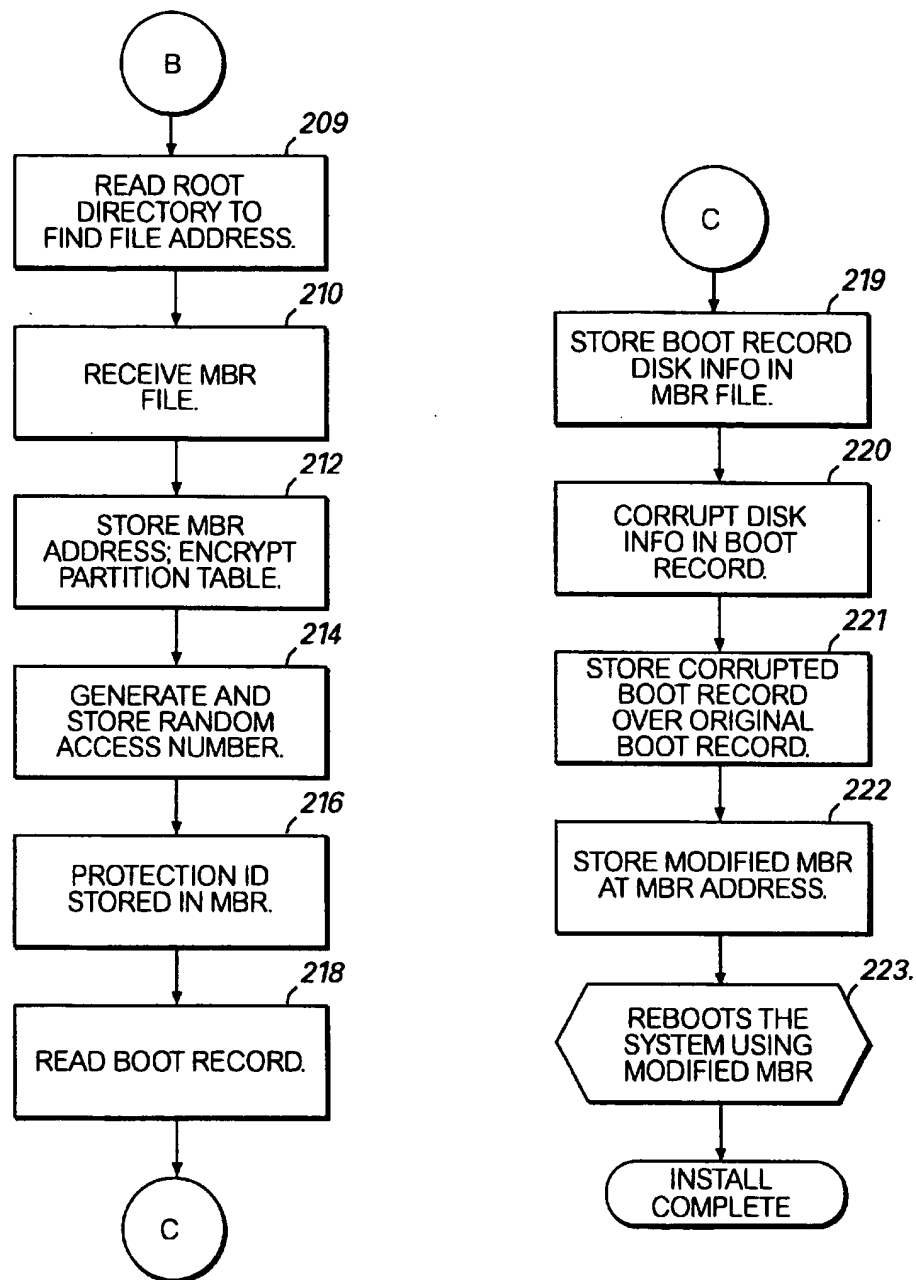 B
209
READ ROOT
DIRECTORY TO
FIND FILE ADDRESS.
210
RECEIVE MBR
FILE.
212
STORE MBR
ADDRESS; ENCRYPT
PARTITION TABLE.
214
GENERATE AND
STORE RANDOM
ACCESS NUMBER.
216
PROTECTION ID
STORED IN MBR.
218
READ BOOT RECORD.
C
C
219
STORE BOOT RECORD
DISK INFO IN
MBR FILE.
220
CORRUPT DISK
INFO IN BOOT
RECORD.
221
STORE CORRUPTED
BOOT RECORD
OVER ORIGINAL
BOOT RECORD.
222
STORE MODIFIED MBR
AT MBR ADDRESS.
223.
REBOOTS THE
SYSTEM USING
MODIFIED MBR
INSTALL
COMPLETE